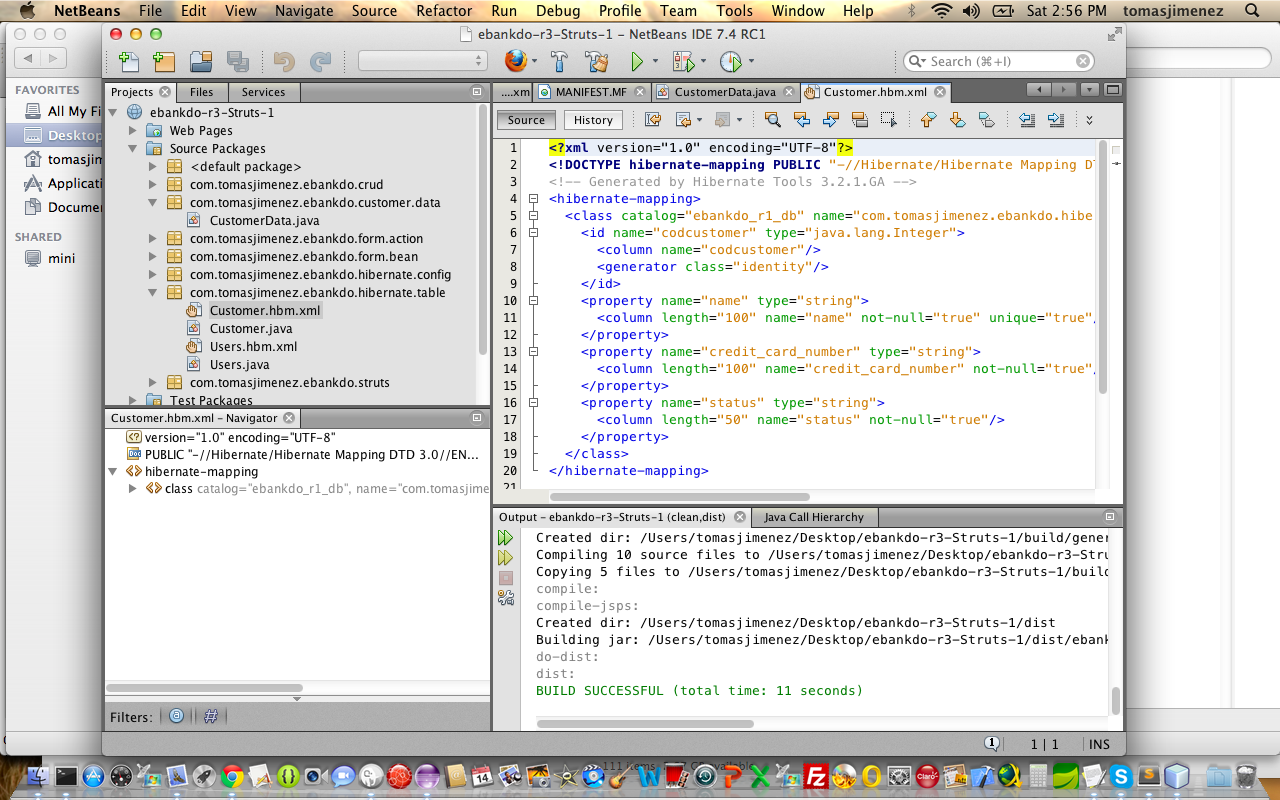 NetBeans File Edit View Navigate Source Refactor Run Debug Profile Team Tools Window Help Sat 2:56 PM tomasjimenez
ebankdo-r3-Struts-1 – NetBeans IDE 7.4 RC1
Search (⌘+I)
FAVORITES
All My Fi
Desktop
tomasjim
Applicati
Documen
SHARED
mini
Projects Files Services
ebankdo-r3-Struts-1
Web Pages
Source Packages
<default package>
com.tomasjimenez.ebankdo.crud
com.tomasjimenez.ebankdo.customer.data
CustomerData.java
com.tomasjimenez.ebankdo.form.action
com.tomasjimenez.ebankdo.form.bean
com.tomasjimenez.ebankdo.hibernate.config
com.tomasjimenez.ebankdo.hibernate.table
Customer.hbm.xml
Customer.java
Users.hbm.xml
Users.java
com.tomasjimenez.ebankdo.struts
Test Packages
Customer.hbm.xml – Navigator
version="1.0" encoding="UTF-8"
PUBLIC "-//Hibernate/Hibernate Mapping DTD 3.0//EN...
hibernate-mapping
class catalog="ebankdo_r1_db", name="com.tomasjime
Filters:
....xm MANIFEST.MF CustomerData.java Customer.hbm.xml
Source History
1 <?xml version="1.0" encoding="UTF-8"?>
2 <!DOCTYPE hibernate-mapping PUBLIC "-//Hibernate/Hibernate Mapping DT
3 <!-- Generated by Hibernate Tools 3.2.1.GA -->
4 <hibernate-mapping>
5 <class catalog="ebankdo_r1_db" name="com.tomasjimenez.ebankdo.hibe
6 <id name="codcustomer" type="java.lang.Integer">
7 <column name="codcustomer"/>
8 <generator class="identity"/>
9 </id>
10 <property name="name" type="string">
11 <column length="100" name="name" not-null="true" unique="true"/
12 </property>
13 <property name="credit_card_number" type="string">
14 <column length="100" name="credit_card_number" not-null="true"/
15 </property>
16 <property name="status" type="string">
17 <column length="50" name="status" not-null="true"/>
18 </property>
19 </class>
20 </hibernate-mapping>
21
Output – ebankdo-r3-Struts-1 (clean,dist) Java Call Hierarchy
Created dir: /Users/tomasjimenez/Desktop/ebankdo-r3-Struts-1/build/gener
Compiling 10 source files to /Users/tomasjimenez/Desktop/ebankdo-r3-Stru
Copying 5 files to /Users/tomasjimenez/Desktop/ebankdo-r3-Struts-1/build
compile:
compile-jsps:
Created dir: /Users/tomasjimenez/Desktop/ebankdo-r3-Struts-1/dist
Building jar: /Users/tomasjimenez/Desktop/ebankdo-r3-Struts-1/dist/ebank
do-dist:
dist:
BUILD SUCCESSFUL (total time: 11 seconds)
1 | 1 INS
14
Fz
Claro